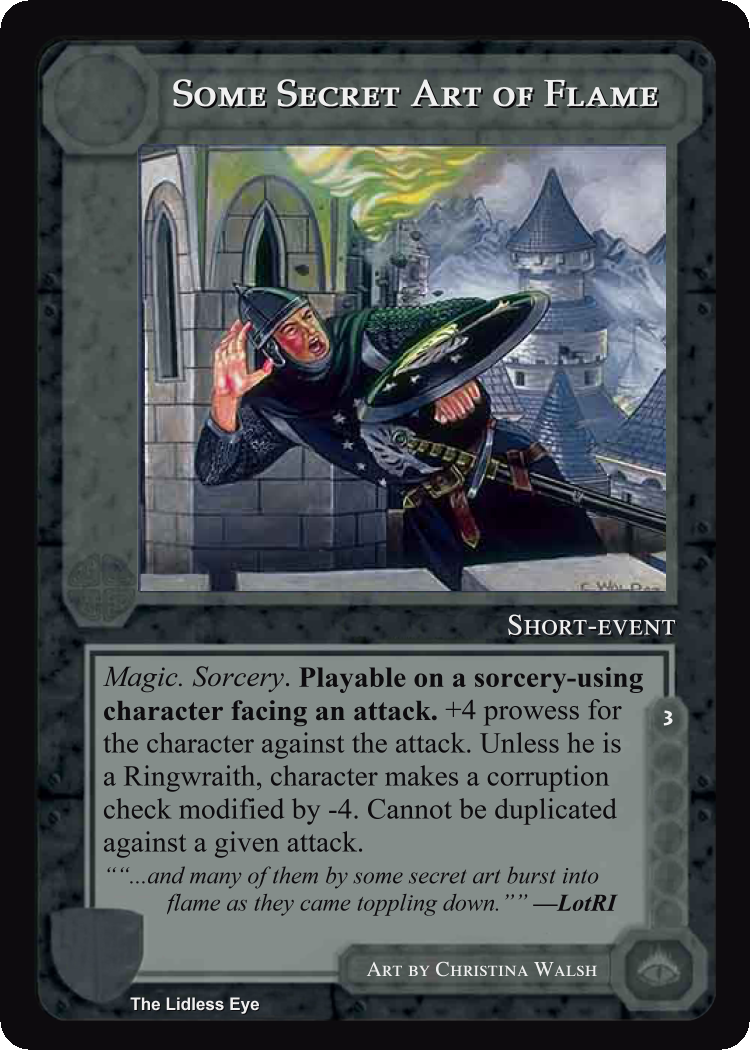 Some Secret Art of Flame
Short-event
Magic. Sorcery. Playable on a sorcery-using
character facing an attack. +4 prowess for
the character against the attack. Unless he is
a Ringwraith, character makes a corruption
check modified by -4. Cannot be duplicated
against a given attack.
““...and many of them by some secret art burst into
flame as they came toppling down.”” —LotRI
3
Art by Christina Walsh
The Lidless Eye